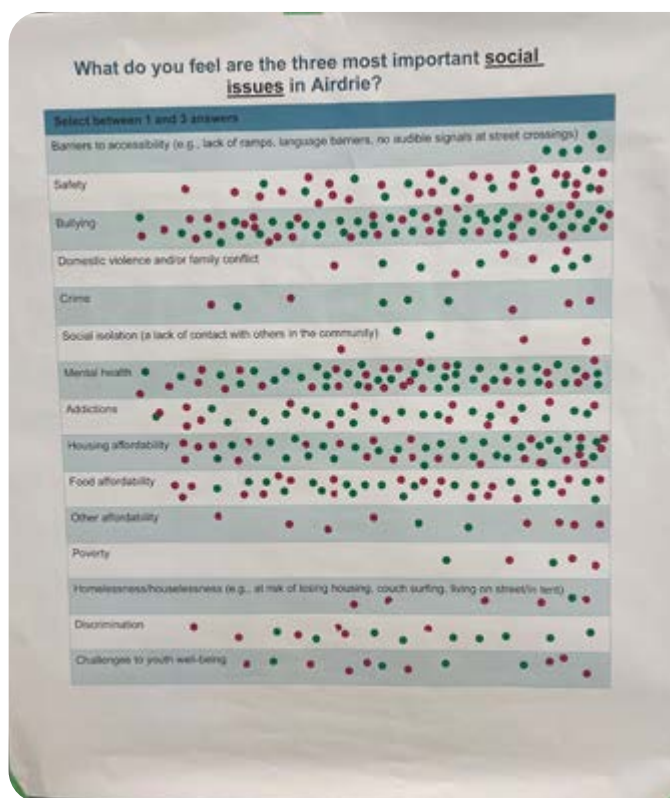 What do you feel are the three most important social
issues in Airdrie?
Select between 1 and 3 answers
Barriers to accessibility (e.g., lack of ramps, language barriers, no audible signals at street crossings)
Safety
Bullying
Domestic violence and/or family conflict
Crime
Social isolation (a lack of contact with others in the community)
Mental health
Addictions
Housing affordability
Food affordability
Other affordability
Poverty
Homelessness/houselessness (e.g., at risk of losing housing, couch surfing, living on street/in tent)
Discrimination
Challenges to youth well-being